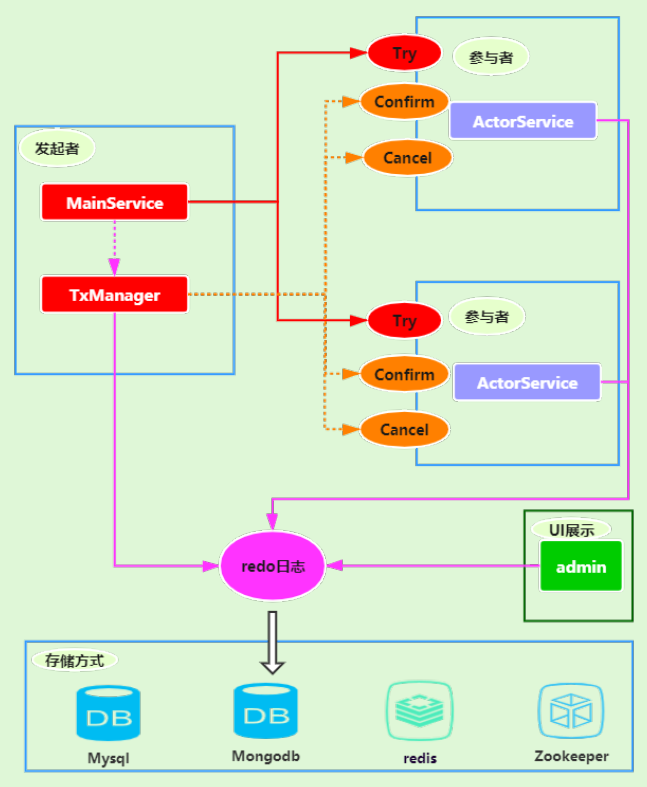 Try
参与者
Confirm
ActorService
Cancel
发起者
MainService
TxManager
Try
参与者
Confirm
ActorService
Cancel
UI展示
redo日志
admin
存储方式
DB
DB
Mysql
Mongodb
redis
Zookeeper